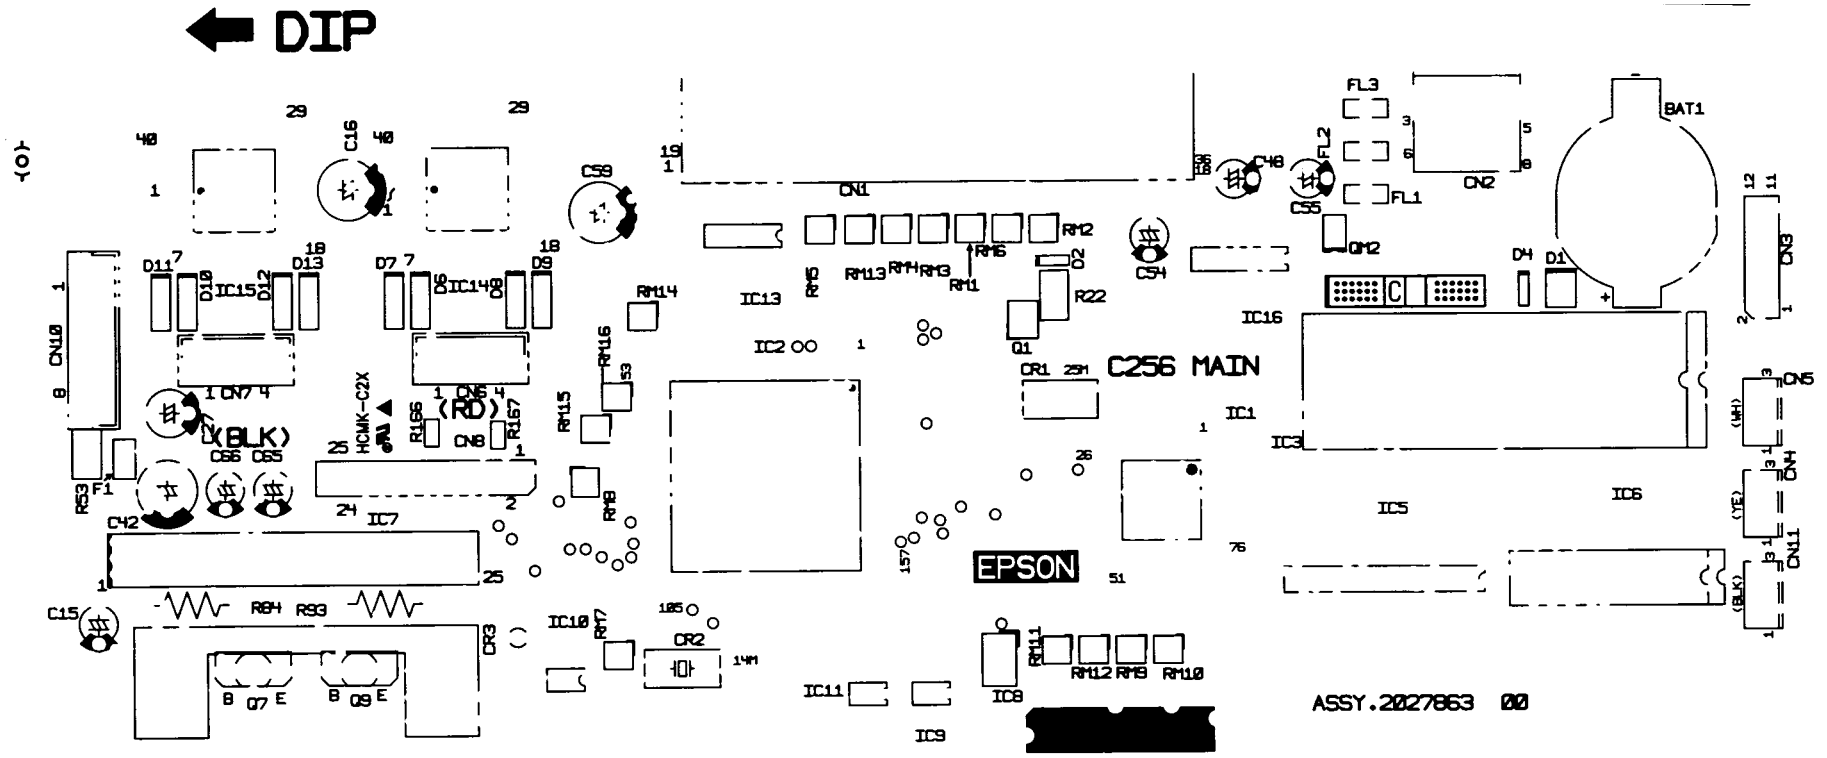 DIP
FL3
29
29
BAT1
C16
40
40
3
5
FL2
19
1
36
18
C48
6
8
C59
CN2
12
11
1
1
CN1
C55
FL1
RM2
QM2
CN3
18
18
D11
7
D10
IC15
D12
D13
D7
7
D6
IC14
D8
D9
RM5
RM13
RM4
RM3
RM6
RM1
D2
C54
D4
D1
1
RM14
IC13
R22
C
+
IC16
2
1
CN10
RM16
IC2
1
Q1
C256 MAIN
8
1
CN7
4
1
CN6
4
53
CR1
25M
3
CN5
HCMK-C2X
(RD)
R166
R167
RM15
IC1
(WH)
(BLK)
25
CN8
1
1
IC3
1
C66
C65
26
3
CN4
R53
F1
24
2
RM8
IC5
IC6
(YE)
C42
IC7
1
3
CN11
157
76
1
25
EPSON
51
(BLK)
C15
R84
R93
CR3
IC10
RM7
105
CR2
14M
RM11
1
RM12
RM9
RM10
B
Q7
E
B
Q9
E
IC11
IC8
ASSY.2027863 00
IC9